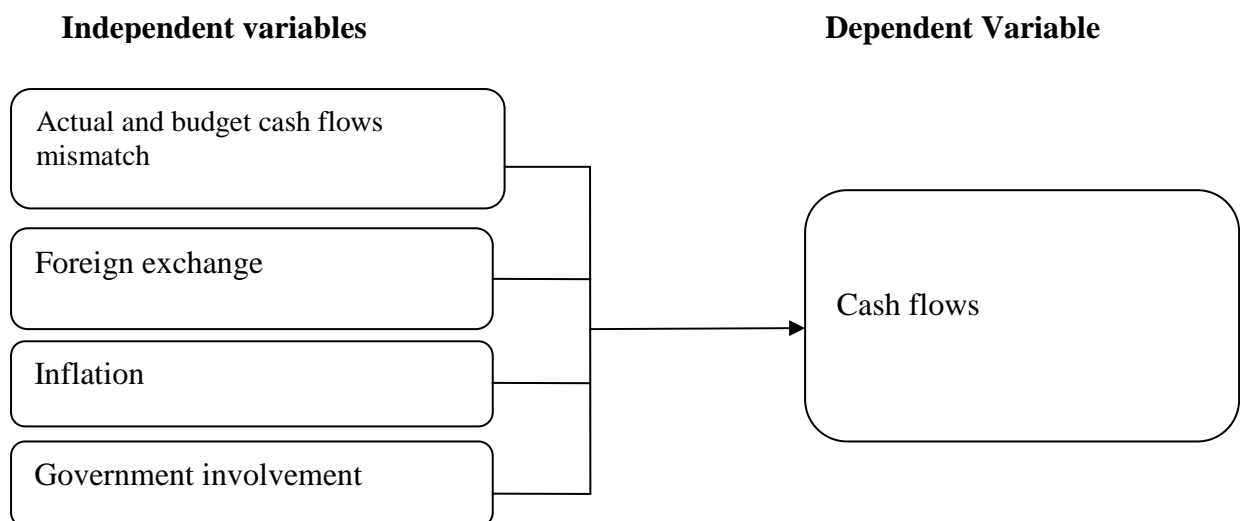 Independent variables
Dependent Variable
Actual and budget cash flows
mismatch
Foreign exchange
Inflation
Government involvement
Cash flows